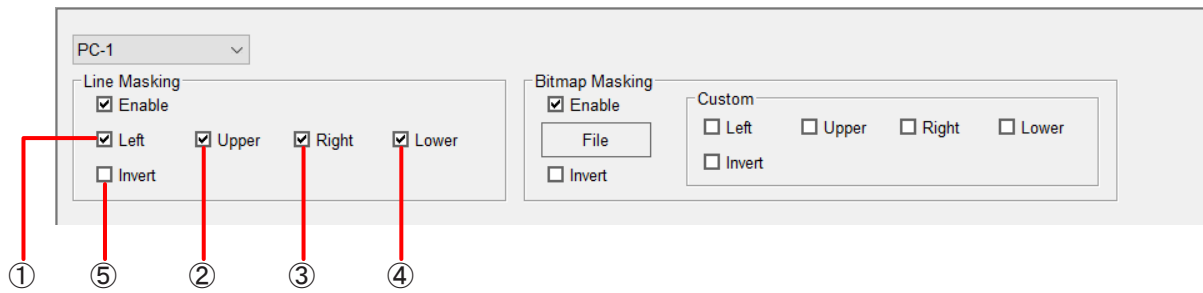 PC-1
Line Masking
Enable
Left Upper Right Lower
Invert
Bitmap Masking
Enable
File
Invert
Custom
Left Upper Right Lower
Invert
① ⑤ ② ③ ④